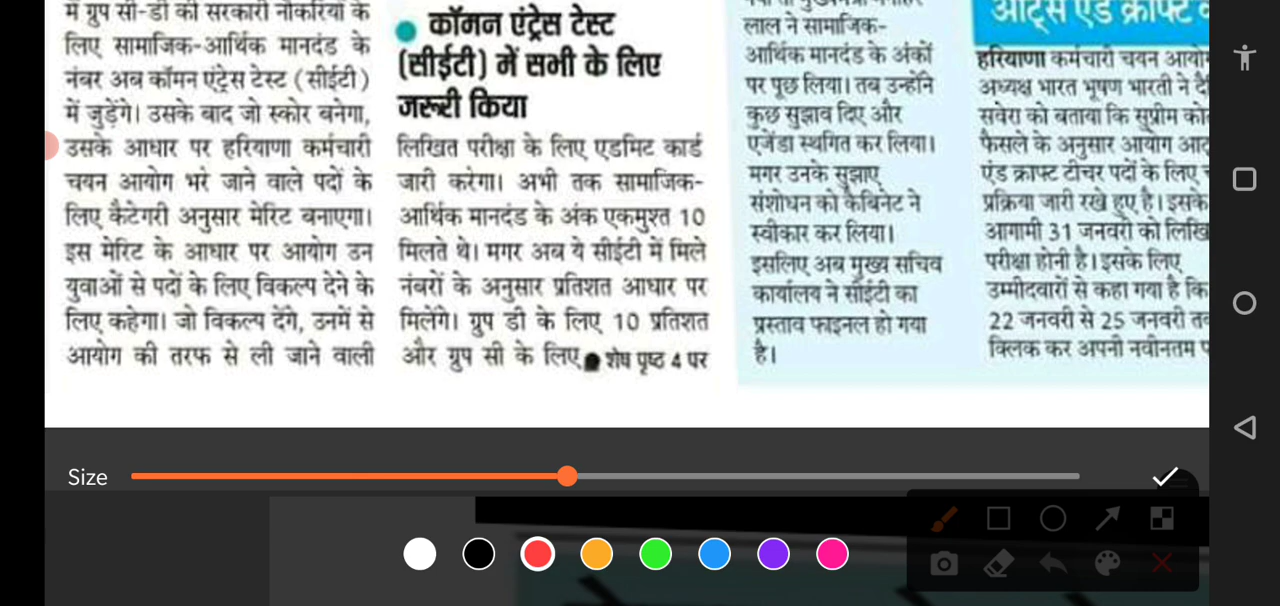 में ग्रुप सी-डी की सरकारी नौकरियों के
लिए सामाजिक-आर्थिक मानदंड के
नंबर अब कॉमन एंट्रेस टेस्ट (सीईटी)
में जुड़ेंगे। उसके बाद जो स्कोर बनेगा,
उसके आधार पर हरियाणा कर्मचारी
चयन आयोग भरे जाने वाले पदों के
लिए कैटेगरी अनुसार मेरिट बनाएगा।
इस मेरिट के आधार पर आयोग उन
युवाओं से पदों के लिए विकल्प देने के
लिए कहेगा। जो विकल्प देंगे, उनमें से
आयोग की तरफ से ली जाने वाली
कॉमन एंट्रेस टेस्ट
(सीईटी) में सभी के लिए
जरूरी किया
लिखित परीक्षा के लिए एडमिट कार्ड
जारी करेगा। अभी तक सामाजिक-
आर्थिक मानदंड के अंक एकमुश्त 10
मिलते थे। मगर अब ये सीईटी में मिले
नंबरों के अनुसार प्रतिशत आधार पर
मिलेंगे। ग्रुप डी के लिए 10 प्रतिशत
और ग्रुप सी के लिए ● शेष पृष्ठ 4 पर
लाल ने सामाजिक-
आर्थिक मानदंड के अंकों
पर पूछ लिया। तब उन्होंने
कुछ सुझाव दिए और
एजेंडा स्थगित कर लिया।
मगर उनके सुझाए
संशोधन को केबिनेट ने
स्वीकार कर लिया।
इसलिए अब मुख्य सचिव
कार्यालय ने सीईटी का
प्रस्ताव फाइनल हो गया
है।
आर्ट्स एंड क्राफ्ट
हरियाणा कर्मचारी चयन
अध्यक्ष भारत भूषण भारती ने
सवेरा को बताया कि सुप्रीम
फैसले के अनुसार आयोग
एंड क्राफ्ट टीचर पदों के लिए
प्रक्रिया जारी रखे हुए है। इसके
आगामी 31 जनवरी को
परीक्षा होनी है। इसके लिए
उम्मीदवारों से कहा गया है कि
22 जनवरी से 25 जनवरी
क्लिक कर अपनी नवीनतम
Size